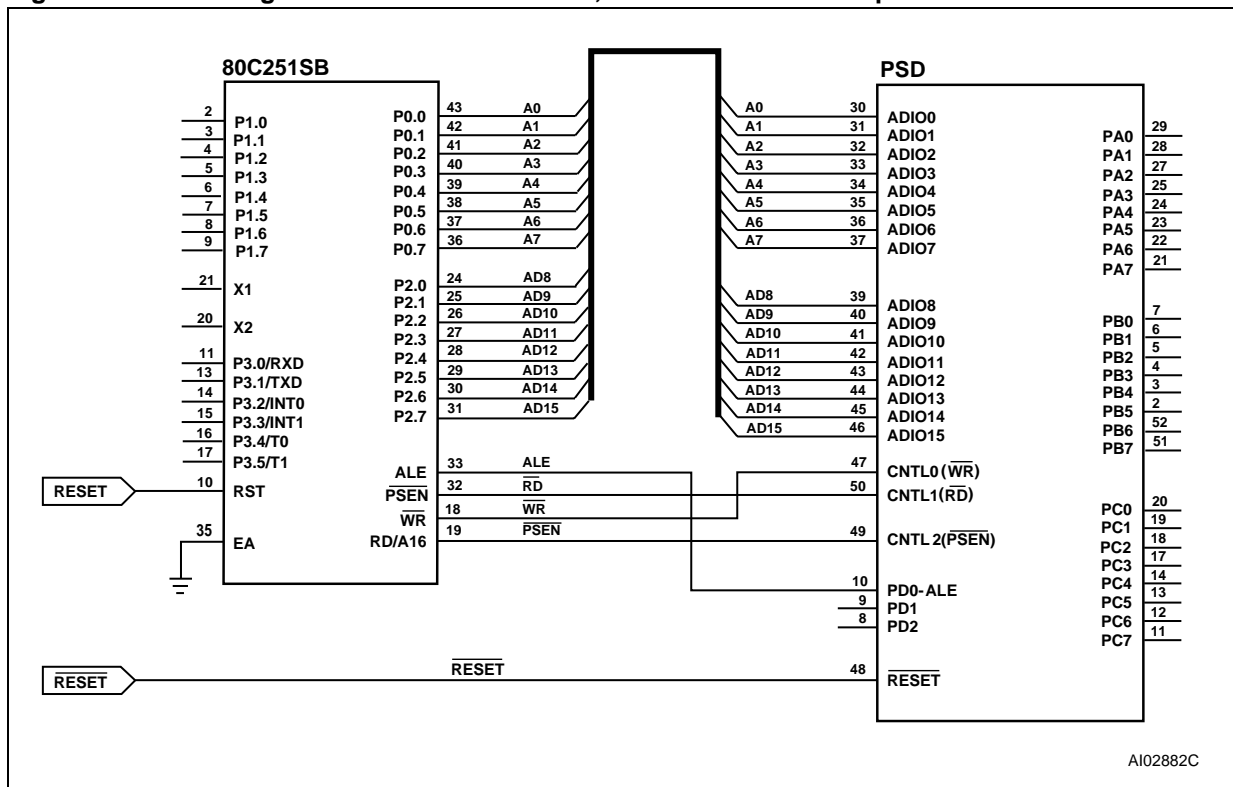 80C251SB
2 P1.0
3 P1.1
4 P1.2
5 P1.3
6 P1.4
7 P1.5
8 P1.6
9 P1.7
21 X1
20 X2
11 P3.0/RXD
13 P3.1/TXD
14 P3.2/INT0
15 P3.3/INT1
16 P3.4/T0
17 P3.5/T1
RESET 10 RST
35 EA
P0.0 43 A0
P0.1 42 A1
P0.2 41 A2
P0.3 40 A3
P0.4 39 A4
P0.5 38 A5
P0.6 37 A6
P0.7 36 A7
P2.0 24 AD8
P2.1 25 AD9
P2.2 26 AD10
P2.3 27 AD11
P2.4 28 AD12
P2.5 29 AD13
P2.6 30 AD14
P2.7 31 AD15
ALE 33 ALE
PSEN 32 RD
WR 18 WR
RD/A16 19 PSEN
PSD
A0 30 ADIO0
A1 31 ADIO1
A2 32 ADIO2
A3 33 ADIO3
A4 34 ADIO4
A5 35 ADIO5
A6 36 ADIO6
A7 37 ADIO7
AD8 39 ADIO8
AD9 40 ADIO9
AD10 41 ADIO10
AD11 42 ADIO11
AD12 43 ADIO12
AD13 44 ADIO13
AD14 45 ADIO14
AD15 46 ADIO15
47 CNTL0(WR)
50 CNTL1(RD)
49 CNTL 2(PSEN)
10 PD0-ALE
9 PD1
8 PD2
RESET RESET 48 RESET
PA0 29
PA1 28
PA2 27
PA3 25
PA4 24
PA5 23
PA6 22
PA7 21
PB0 7
PB1 6
PB2 5
PB3 4
PB4 3
PB5 2
PB6 52
PB7 51
PC0 20
PC1 19
PC2 18
PC3 17
PC4 14
PC5 13
PC6 12
PC7 11
AI02882C